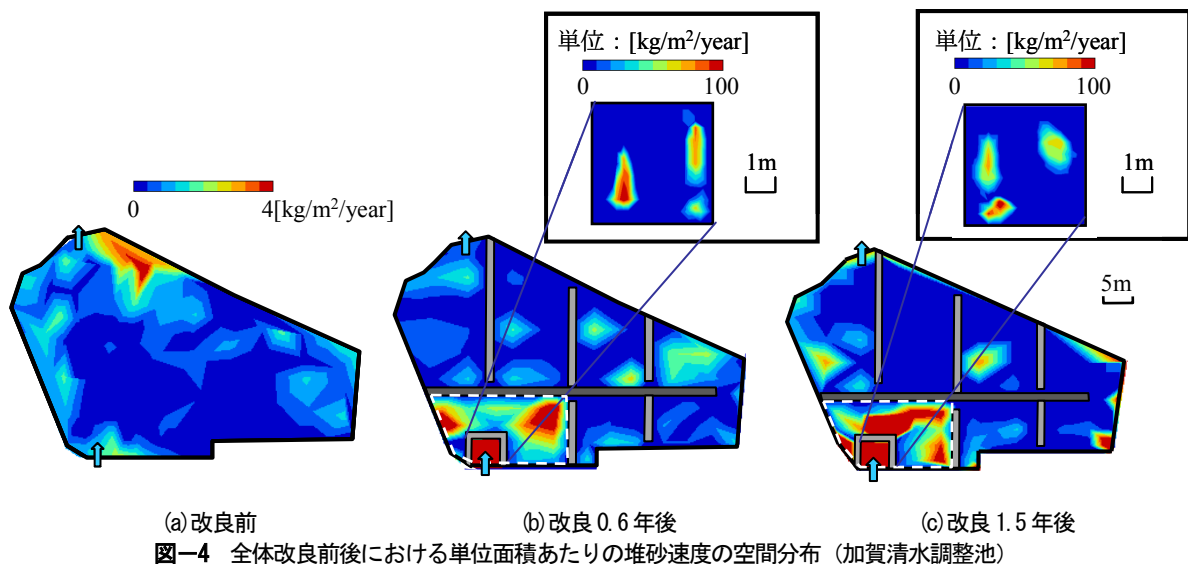 単位：[kg/m²/year]
0 100
1m
単位：[kg/m²/year]
0 100
1m
0 4[kg/m²/year]
5m
(a)改良前
(b)改良 0.6 年後
(c)改良 1.5 年後
図－4 全体改良前後における単位面積あたりの堆砂速度の空間分布（加賀清水調整池）